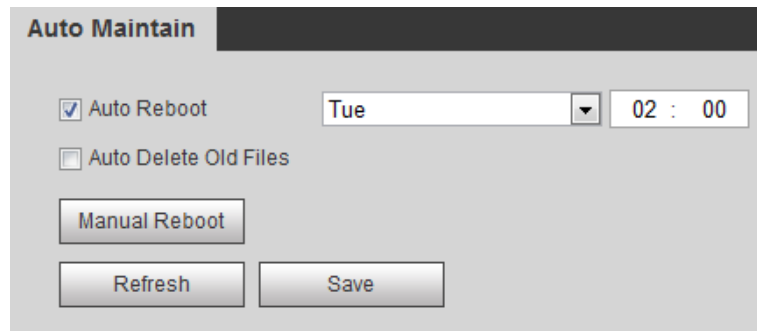 Auto Maintain
Auto Reboot Tue 02 : 00
Auto Delete Old Files
Manual Reboot
Refresh Save